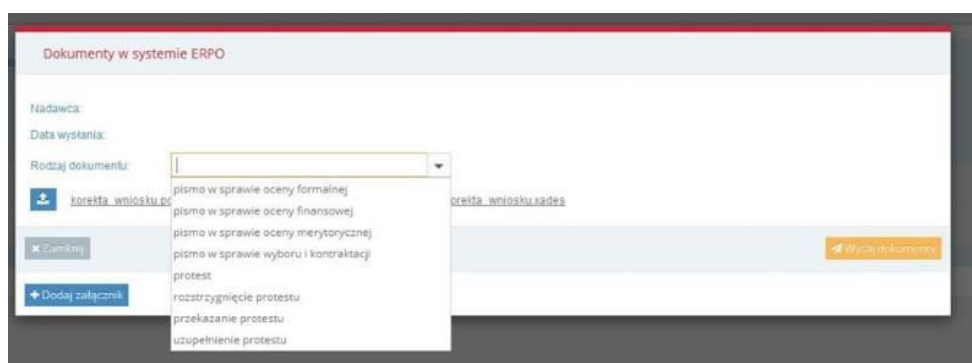 Dokumenty w systemie ERPO
Nadawca:
Data wysłania:
Rodzaj dokumentu:
pismo w sprawie oceny formalnej
korekta_wniosku.pd
orekta_wniosku.xades
pismo w sprawie oceny finansowej
pismo w sprawie oceny merytorycznej
pismo w sprawie wyboru i kontraktacji
Zamknij
Wyślij dokumenty
protest
Dodaj załącznik
rozstrzygnięcie protestu
przekazanie protestu
uzupełnienie protestu